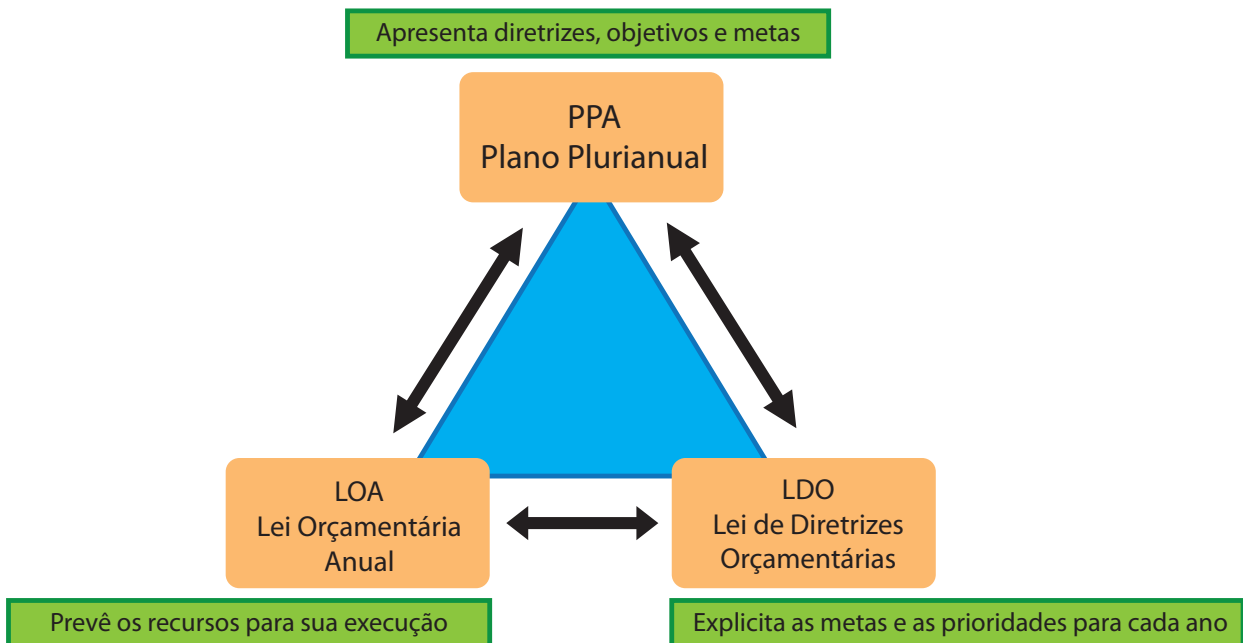 Apresenta diretrizes, objetivos e metas
PPA
Plano Plurianual
LOA
Lei Orçamentária
Anual
LDO
Lei de Diretrizes
Orçamentárias
Prevê os recursos para sua execução
Explicita as metas e as prioridades para cada ano